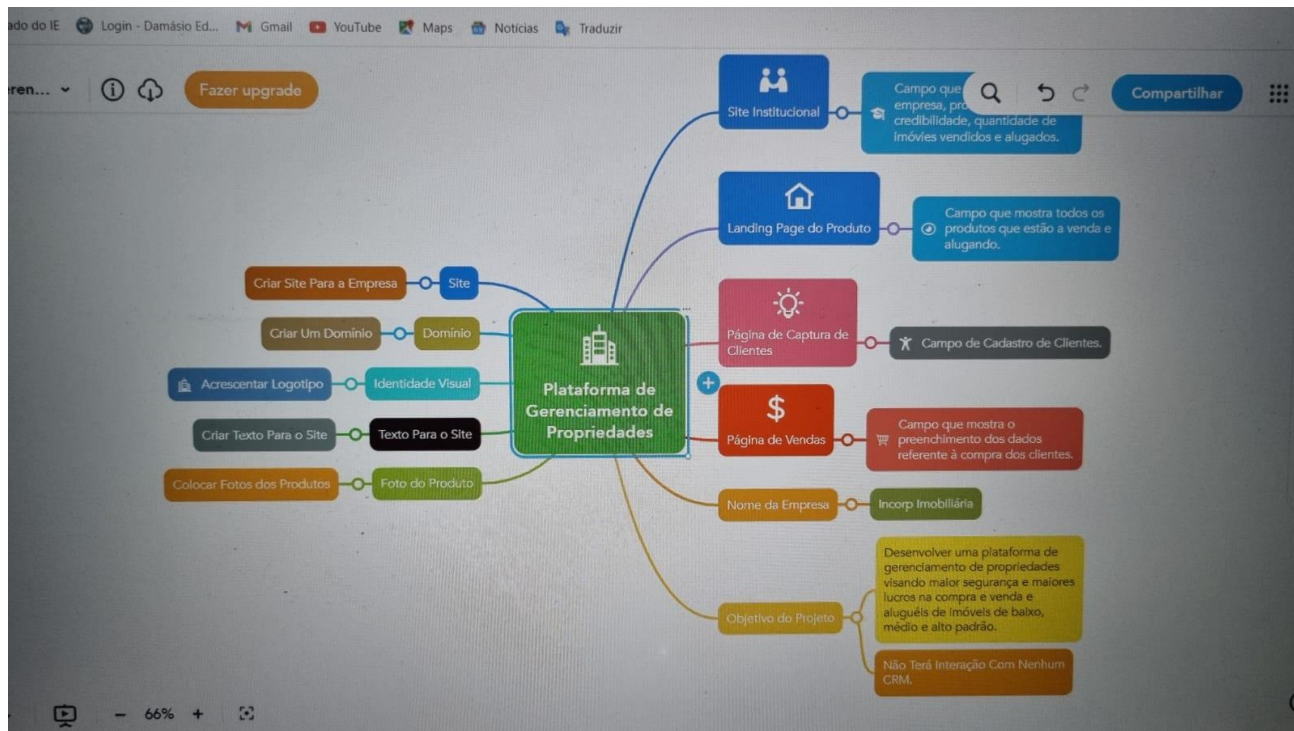 ado do IE
Login - Damásio Ed...
Gmail
YouTube
Maps
Notícias
Traduzir
eren...
Fazer upgrade
Compartilhar
Site Institucional
Campo que
empresa, pro
credibilidade, quantidade de
imóvies vendidos e alugados.
Landing Page do Produto
Campo que mostra todos os
produtos que estão a venda e
alugando.
Criar Site Para a Empresa
Site
Criar Um Domínio
Domínio
Acrescentar Logotipo
Identidade Visual
Criar Texto Para o Site
Texto Para o Site
Colocar Fotos dos Produtos
Foto do Produto
Plataforma de
Gerenciamento de
Propriedades
Página de Captura de
Clientes
Campo de Cadastro de Clientes.
$
Página de Vendas
Campo que mostra o
preenchimento dos dados
referente à compra dos clientes.
Nome da Empresa
Incorp Imobiliária
Objetivo do Projeto
Desenvolver uma plataforma de
gerenciamento de propriedades
visando maior segurança e maiores
lucros na compra e venda e
aluguéis de imóveis de baixo,
médio e alto padrão.
Não Terá Interação Com Nenhum
CRM.
66%